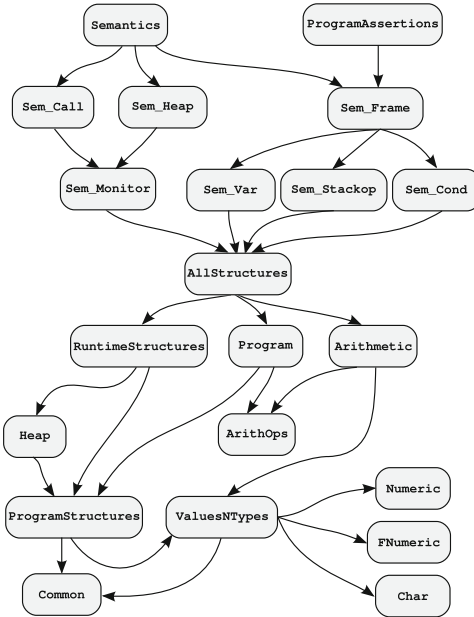 Semantics
ProgramAssertions
Sem_Call
Sem_Heap
Sem_Frame
Sem_Monitor
Sem_Var
Sem_Stackop
Sem_Cond
AllStructures
RuntimeStructures
Program
Arithmetic
Heap
ArithOps
Numeric
ProgramStructures
ValuesNTypes
FNumeric
Common
Char